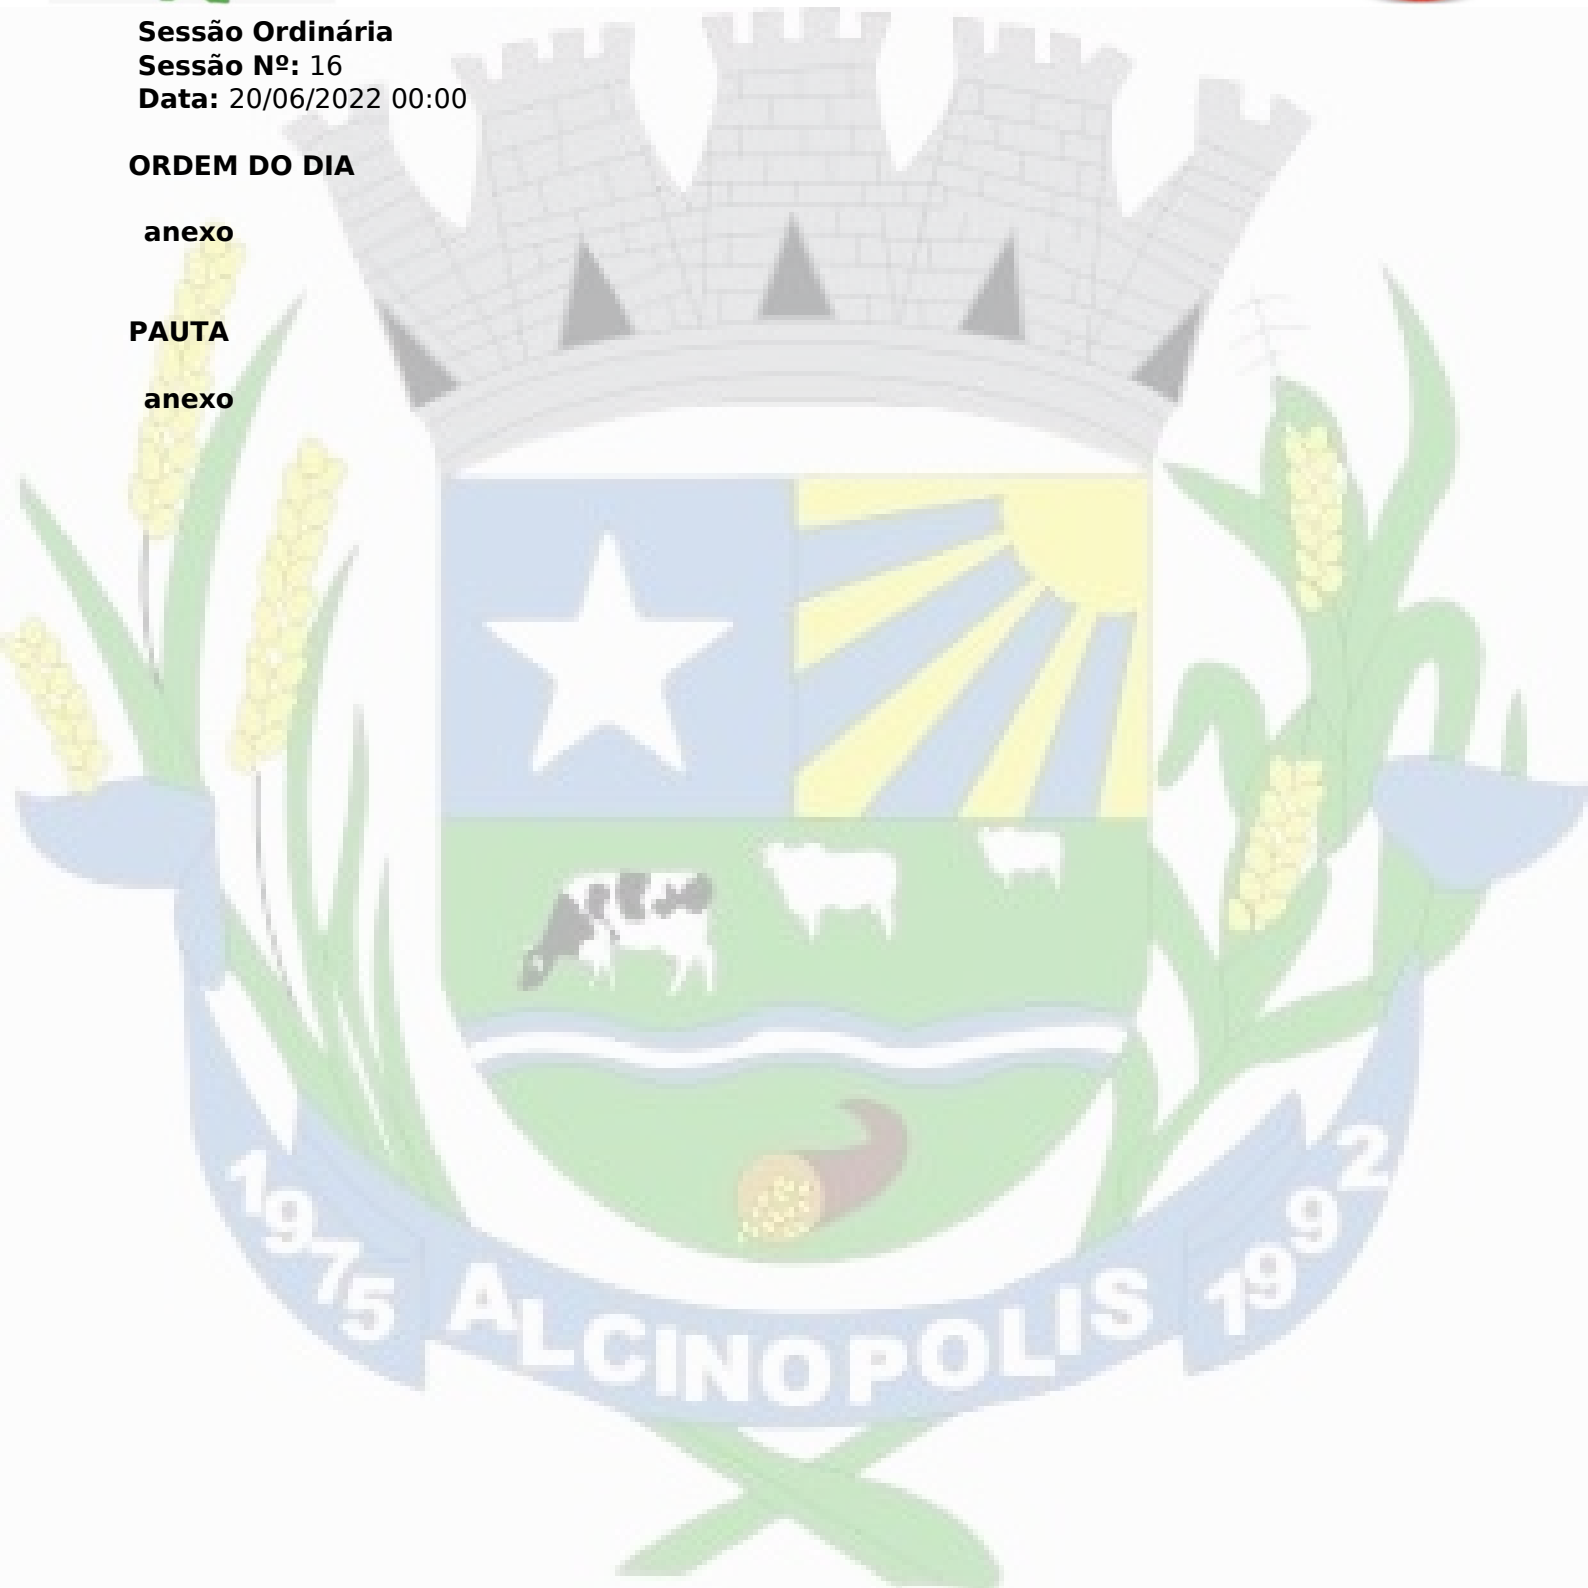 Sessão Ordinária
Sessão Nº: 16
Data: 20/06/2022 00:00
ORDEM DO DIA
anexo
PAUTA
anexo
1975 ALCINOPOLIS 1992